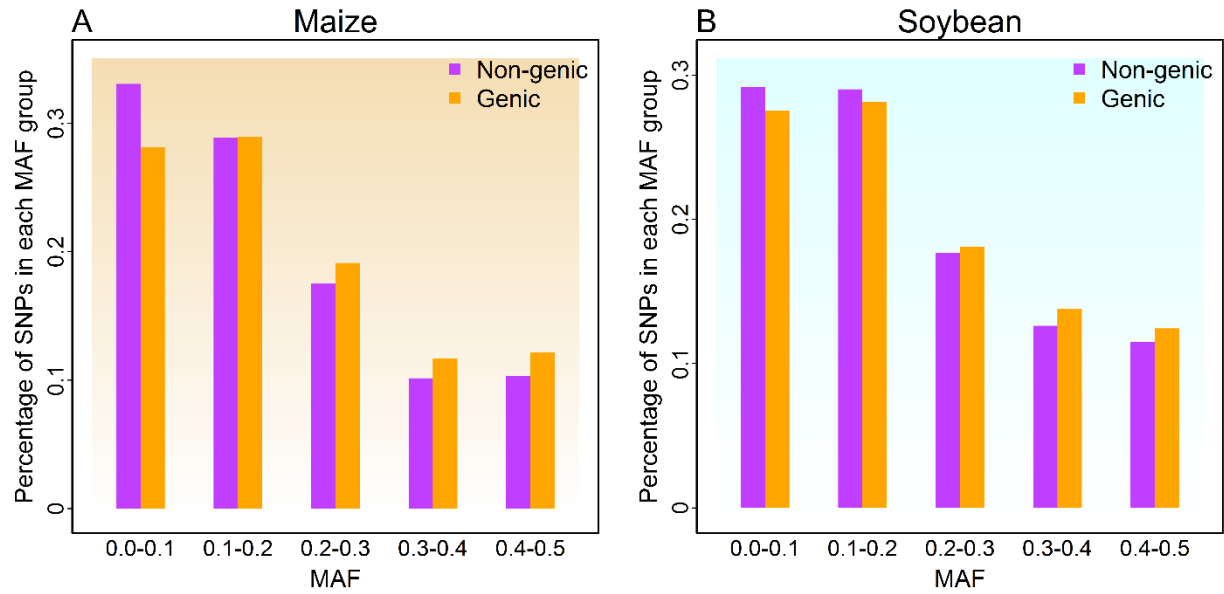 A
Maize
Non-genic
Genic
Percentage of SNPs in each MAF group
0.3
0.2
0.1
0
0.0-0.1
0.1-0.2
0.2-0.3
0.3-0.4
0.4-0.5
MAF
B
Soybean
Non-genic
Genic
Percentage of SNPs in each MAF group
0.3
0.2
0.1
0
0.0-0.1
0.1-0.2
0.2-0.3
0.3-0.4
0.4-0.5
MAF